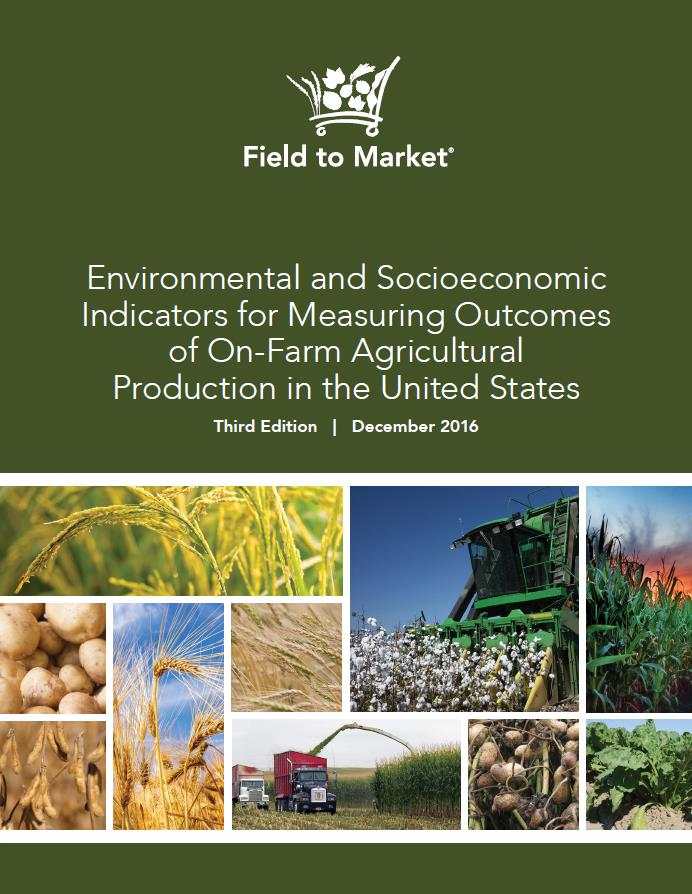 Field to Market®
Environmental and Socioeconomic
Indicators for Measuring Outcomes
of On-Farm Agricultural
Production in the United States
Third Edition | December 2016